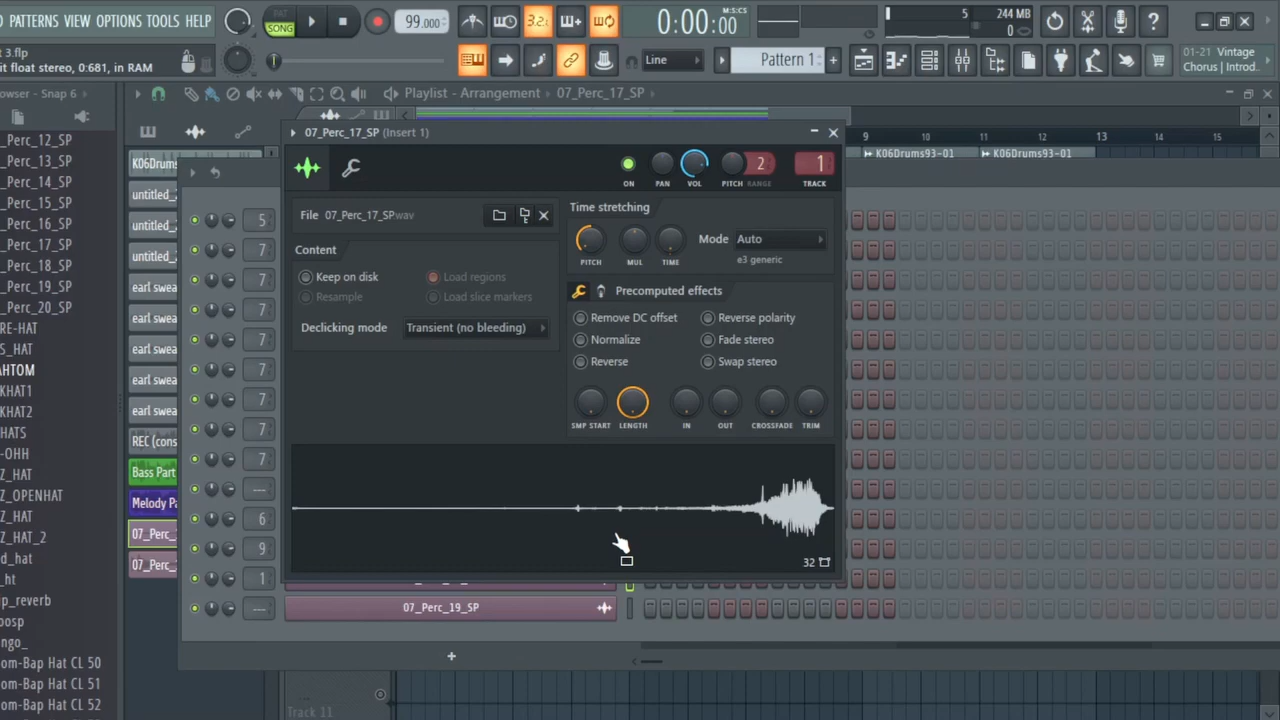 PATTERNS VIEW OPTIONS TOOLS HELP
PAT
SONG
99.000
3.2
0:00:00
M:S:CS
5
244 MB
0
t 3.flp
it float stereo, 0:681, in RAM
Line
Pattern 1
01-21 Vintage
Chorus | Introd..
owser - Snap 6
Playlist - Arrangement
07_Perc_17_SP
_Perc_12_SP
_Perc_13_SP
_Perc_14_SP
_Perc_15_SP
_Perc_16_SP
_Perc_17_SP
_Perc_18_SP
_Perc_19_SP
_Perc_20_SP
RE-HAT
S_HAT
AHTOM
KHAT1
KHAT2
HATS
-OHH
Z_HAT
Z_OPENHAT
Z_HAT
Z_HAT_2
d_hat
_ht
ip_reverb
oosp
ngo_
om-Bap Hat CL 50
om-Bap Hat CL 51
om-Bap Hat CL 52
K06Drums
untitled_
untitled_
untitled_
earl swea
earl swea
earl swea
earl swea
earl swea
REC (cons
Bass Part
Melody Pa
07_Perc_
07_Perc_
5
7
7
7
7
7
7
7
7
---
6
9
1
---
9
10
11
12
13
14
15
K06Drums93-01
K06Drums93-01
07_Perc_17_SP (Insert 1)
ON
PAN
VOL
PITCH
2
RANGE
1
TRACK
File
07_Perc_17_SPwav
Content
Keep on disk
Load regions
Resample
Load slice markers
Declicking mode
Transient (no bleeding)
Time stretching
PITCH
MUL
TIME
Mode
Auto
e3 generic
Precomputed effects
Remove DC offset
Reverse polarity
Normalize
Fade stereo
Reverse
Swap stereo
SMP START
LENGTH
IN
OUT
CROSSFADE
TRIM
32
07_Perc_19_SP
+
Track 11